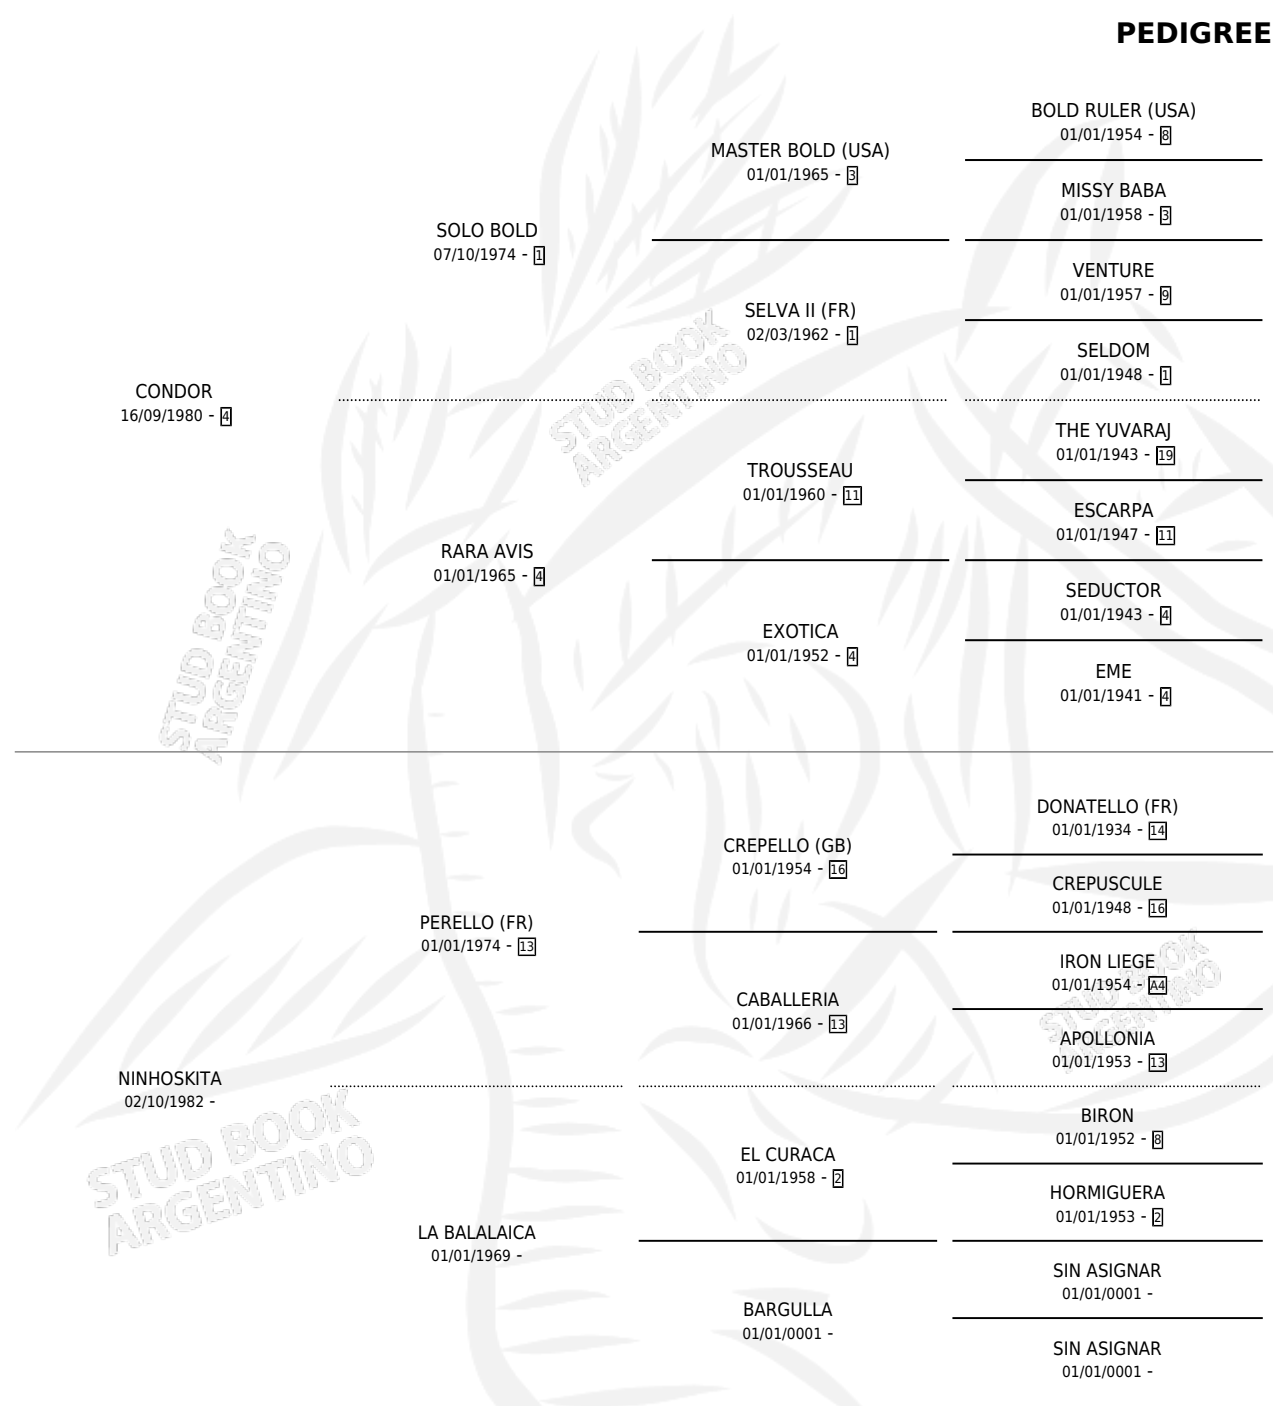 PEDIGREE
BOLD RULER (USA)
01/01/1954 - 8
MASTER BOLD (USA)
01/01/1965 - 3
MISSY BABA
01/01/1958 - 3
SOLO BOLD
07/10/1974 - 1
VENTURE
01/01/1957 - 9
SELVA II (FR)
02/03/1962 - 1
SELDOM
01/01/1948 - 1
CONDOR
16/09/1980 - 4
STUD BOOK
ARGENTINO
THE YUVARAJ
01/01/1943 - 19
TROUSSEAU
01/01/1960 - 11
ESCARPA
01/01/1947 - 11
RARA AVIS
01/01/1965 - 4
SEDUCTOR
01/01/1943 - 4
EXOTICA
01/01/1952 - 4
EME
01/01/1941 - 4
STUD BOOK
ARGENTINO
DONATELLO (FR)
01/01/1934 - 14
CREPELLO (GB)
01/01/1954 - 16
CREPUSCULE
01/01/1948 - 16
PERELLO (FR)
01/01/1974 - 13
IRON LIEGE
01/01/1954 - A4
CABALLERIA
01/01/1966 - 13
STUD BOOK
ARGENTINO
APOLLONIA
01/01/1953 - 13
NINHOSKITA
02/10/1982 -
BIRON
01/01/1952 - 8
STUD BOOK
ARGENTINO
EL CURACA
01/01/1958 - 2
HORMIGUERA
01/01/1953 - 2
LA BALALAICA
01/01/1969 -
SIN ASIGNAR
01/01/0001 -
BARGULLA
01/01/0001 -
SIN ASIGNAR
01/01/0001 -